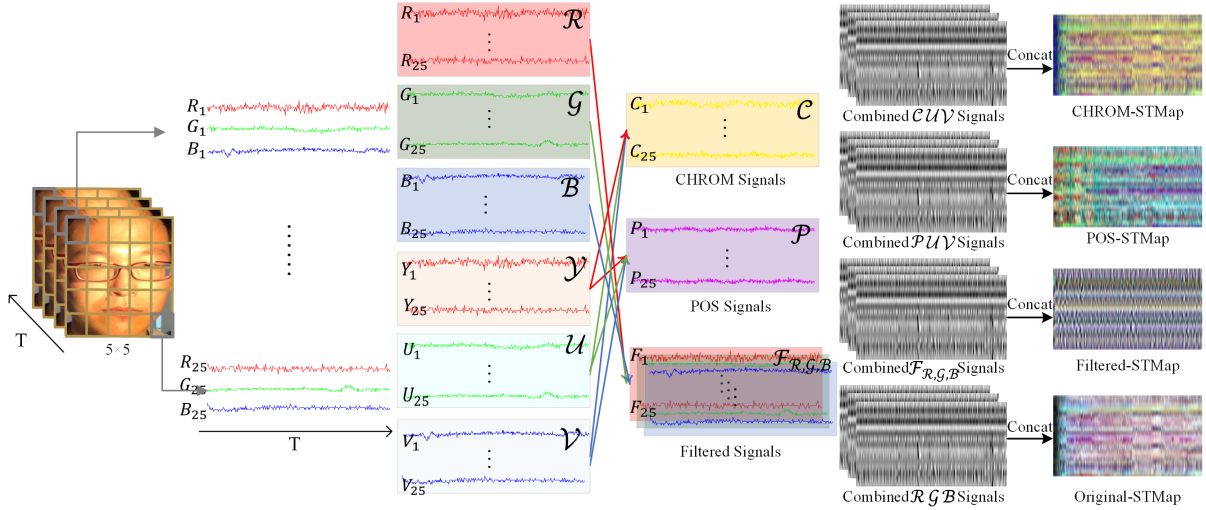 R1
G1
B1
T
5×5
R25
G25
B25
T
R1
R25
ℛ
G1
G25
𝒢
B1
B25
ℬ
Y1
Y25
𝒴
U1
U25
𝒰
V1
V25
𝒱
C1
C25
𝒞
CHROM Signals
P1
P25
𝒫
POS Signals
F1
F25
ℱℛ,𝒢,ℬ
Filtered Signals
Combined 𝒞 𝒰 𝒱 Signals
Concat
CHROM-STMap
Combined 𝒫 𝒰 𝒱 Signals
Concat
POS-STMap
Combined ℱℛ,𝒢,ℬ Signals
Concat
Filtered-STMap
Combined ℛ 𝒢 ℬ Signals
Concat
Original-STMap